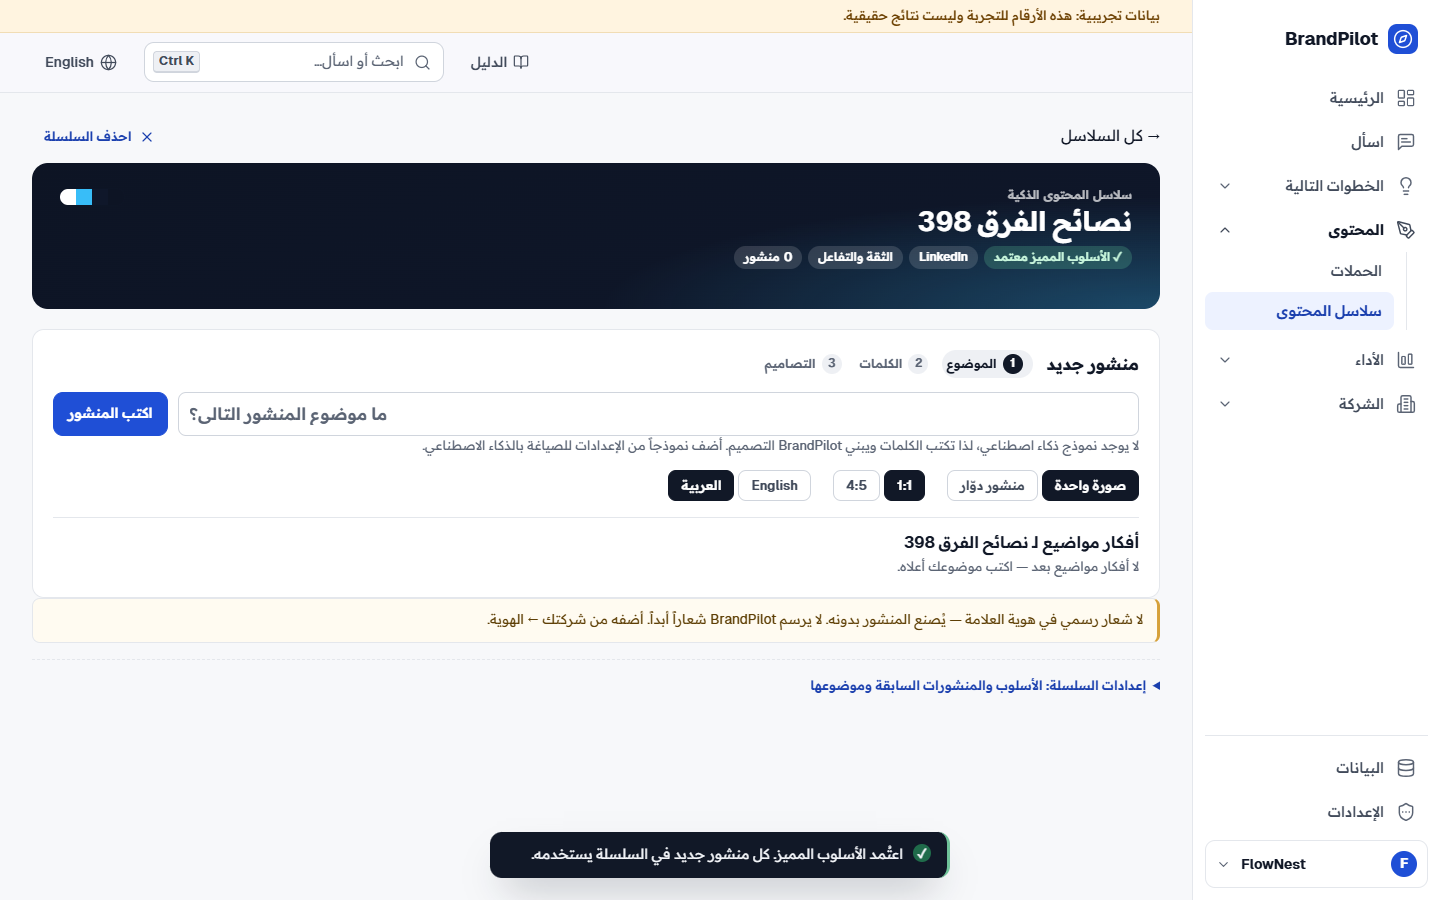 بيانات تجريبية: هذه الأرقام للتجربة وليست نتائج حقيقية.
BrandPilot
الرئيسية
اسأل
الخطوات التالية
المحتوى
الحملات
سلاسل المحتوى
الأداء
الشركة
البيانات
الإعدادات
F FlowNest
الدليل
ابحث أو اسأل... Ctrl K
English
→ كل السلاسل
احذف السلسلة
سلاسل المحتوى الذكية
نصائح الفرق 398
✓ الأسلوب المميز معتمد LinkedIn الثقة والتفاعل 0 منشور
منشور جديد 1 الموضوع 2 الكلمات 3 التصاميم
ما موضوع المنشور التالي؟ اكتب المنشور
لا يوجد نموذج ذكاء اصطناعي، لذا تكتب الكلمات ويبني BrandPilot التصميم. أضف نموذجاً من الإعدادات للصياغة بالذكاء الاصطناعي.
صورة واحدة منشور دوّار 1:1 4:5 English العربية
أفكار مواضيع لـ نصائح الفرق 398
لا أفكار مواضيع بعد — اكتب موضوعك أعلاه.
لا شعار رسمي في هوية العلامة — يُصنع المنشور بدونه. لا يرسم BrandPilot شعاراً أبداً. أضفه من شركتك ← الهوية.
إعدادات السلسلة: الأسلوب والمنشورات السابقة وموضوعها
اعتُمد الأسلوب المميز. كل منشور جديد في السلسلة يستخدمه.